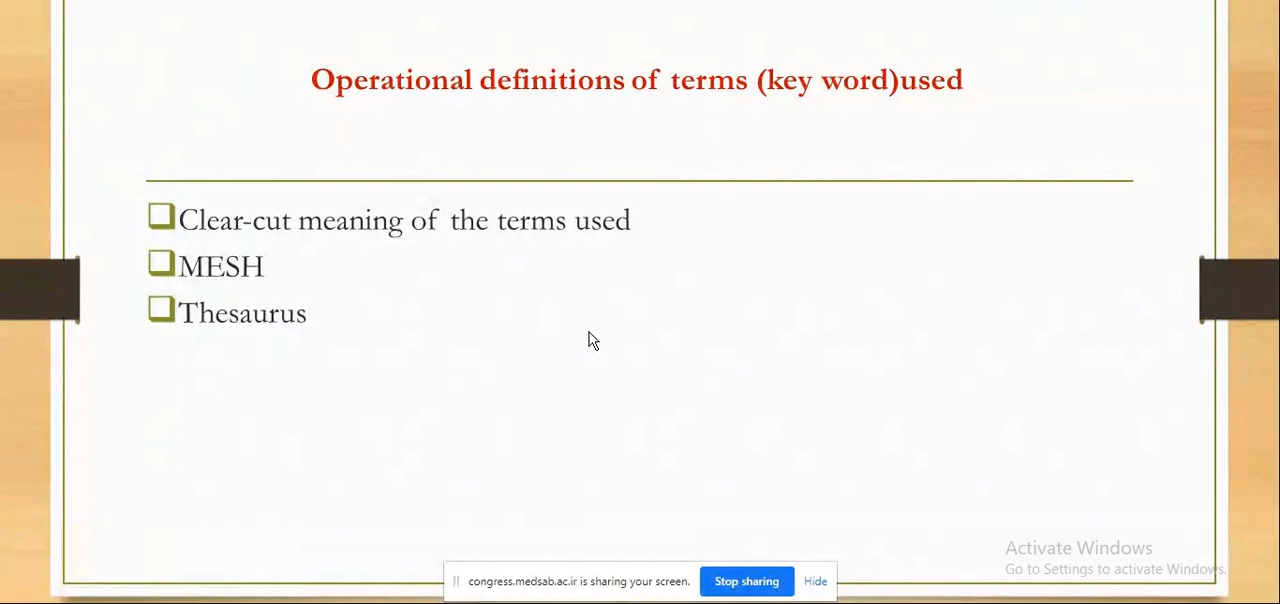 Operational definitions of terms (key word)used
Clear-cut meaning of the terms used
MESH
Thesaurus
Activate Windows
Go to Settings to activate Windows.
congress.medsab.ac.ir is sharing your screen. Stop sharing Hide